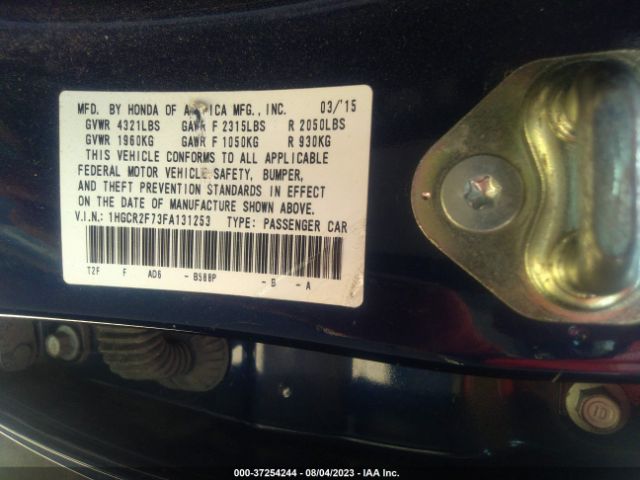 MFD. BY HONDA OF AMERICA MFG., INC. 03/'15
GVWR 4321LBS GAWR F 2315LBS R 2050LBS
GVWR 1960KG GAWR F 1050KG R 930KG
THIS VEHICLE CONFORMS TO ALL APPLICABLE
FEDERAL MOTOR VEHICLE SAFETY, BUMPER,
AND THEFT PREVENTION STANDARDS IN EFFECT
ON THE DATE OF MANUFACTURE SHOWN ABOVE.
V.I.N.: 1HGCR2F73FA131253 TYPE: PASSENGER CAR
T2F F AD6 -B588P -B -A
10
000-37254244 - 08/04/2023 - IAA Inc.